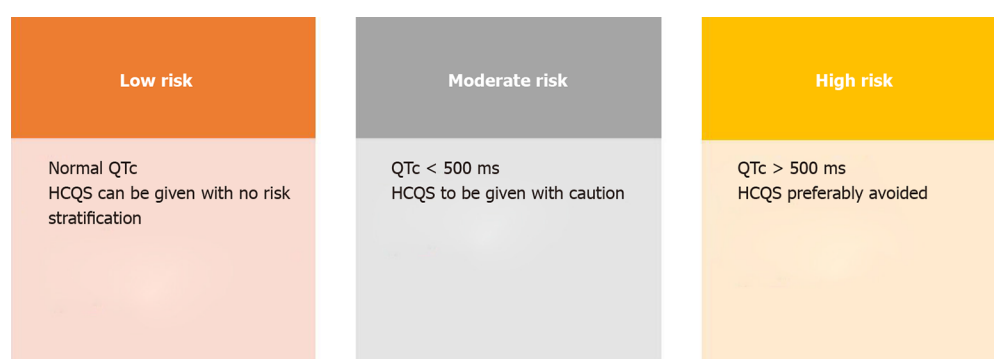 Low risk
Normal QTc
HCQS can be given with no risk
stratification
Moderate risk
QTc < 500 ms
HCQS to be given with caution
High risk
QTc > 500 ms
HCQS preferably avoided